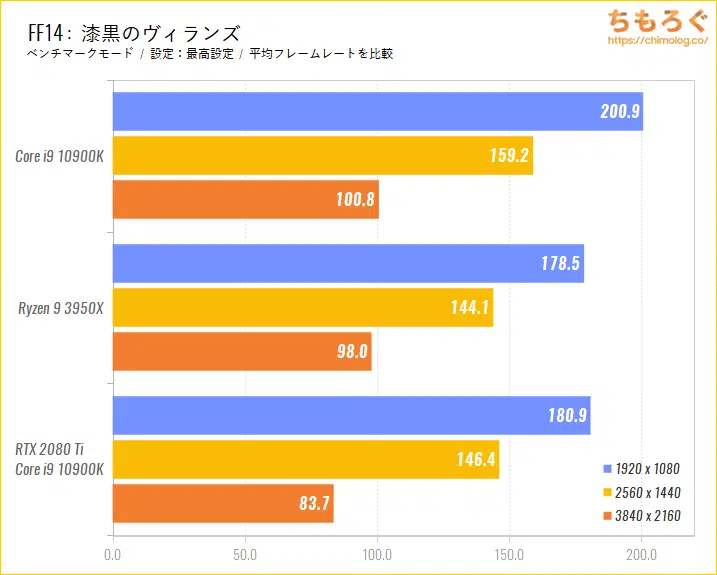 FF14: 漆黒のヴィランズ
ベンチマークモード / 設定：最高設定 / 平均フレームレートを比較
ちもろぐ
https://chimolog.co/
Core i9 10900K
200.9
159.2
100.8
Ryzen 9 3950X
178.5
144.1
98.0
RTX 2080 Ti
Core i9 10900K
180.9
146.4
83.7
1920 x 1080
2560 x 1440
3840 x 2160
0.0 50.0 100.0 150.0 200.0